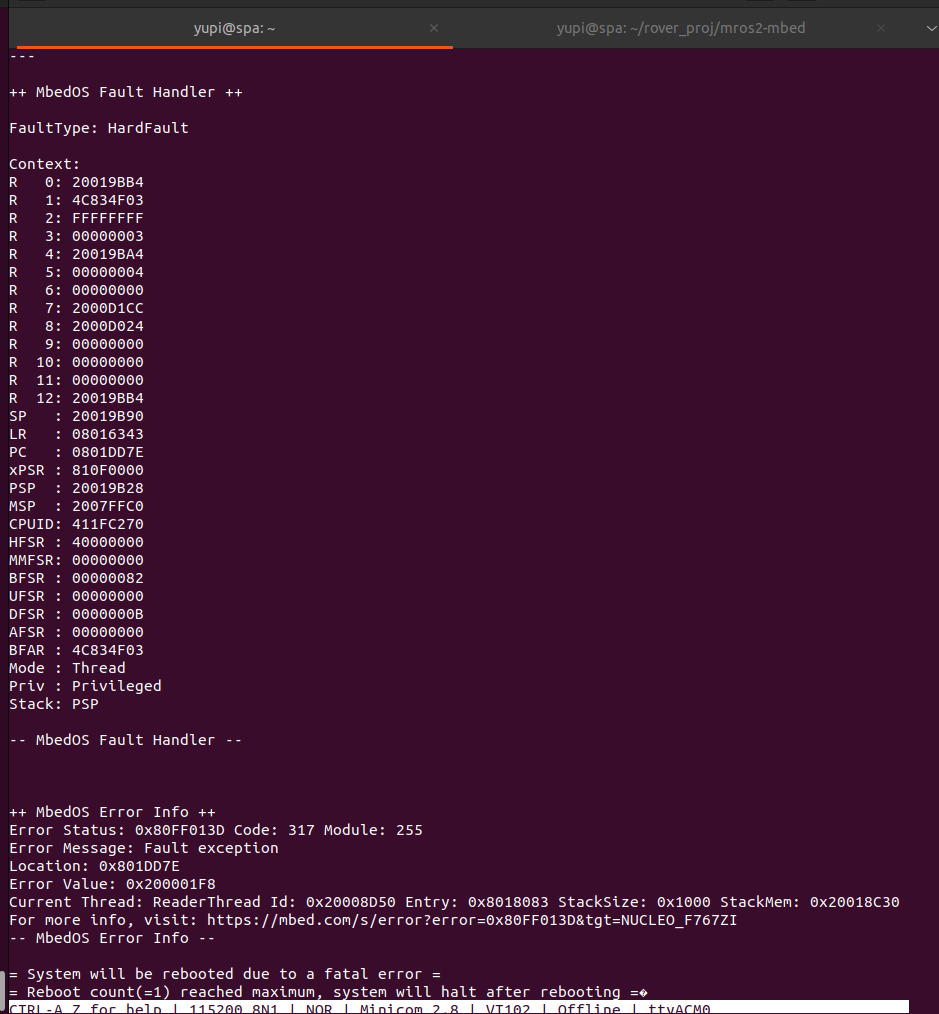 yupi@spa: ~ × yupi@spa: ~/rover_proj/mros2-mbed ×
---
++ MbedOS Fault Handler ++
FaultType: HardFault
Context:
R   0: 20019BB4
R   1: 4C834F03
R   2: FFFFFFFF
R   3: 00000003
R   4: 20019BA4
R   5: 00000004
R   6: 00000000
R   7: 2000D1CC
R   8: 2000D024
R   9: 00000000
R  10: 00000000
R  11: 00000000
R  12: 20019BB4
SP   : 20019B90
LR   : 08016343
PC   : 0801DD7E
xPSR : 810F0000
PSP  : 20019B28
MSP  : 2007FFC0
CPUID: 411FC270
HFSR : 40000000
MMFSR: 00000000
BFSR : 00000082
UFSR : 00000000
DFSR : 0000000B
AFSR : 00000000
BFAR : 4C834F03
Mode : Thread
Priv : Privileged
Stack: PSP
-- MbedOS Fault Handler --
++ MbedOS Error Info ++
Error Status: 0x80FF013D Code: 317 Module: 255
Error Message: Fault exception
Location: 0x801DD7E
Error Value: 0x200001F8
Current Thread: ReaderThread Id: 0x20008D50 Entry: 0x8018083 StackSize: 0x1000 StackMem: 0x20018C30
For more info, visit: https://mbed.com/s/error?error=0x80FF013D&tgt=NUCLEO_F767ZI
-- MbedOS Error Info --
= System will be rebooted due to a fatal error =
= Reboot count(=1) reached maximum, system will halt after rebooting =�
CTRL-A Z for help | 115200 8N1 | NOR | Minicom 2.8 | VT102 | Offline | ttyACM0